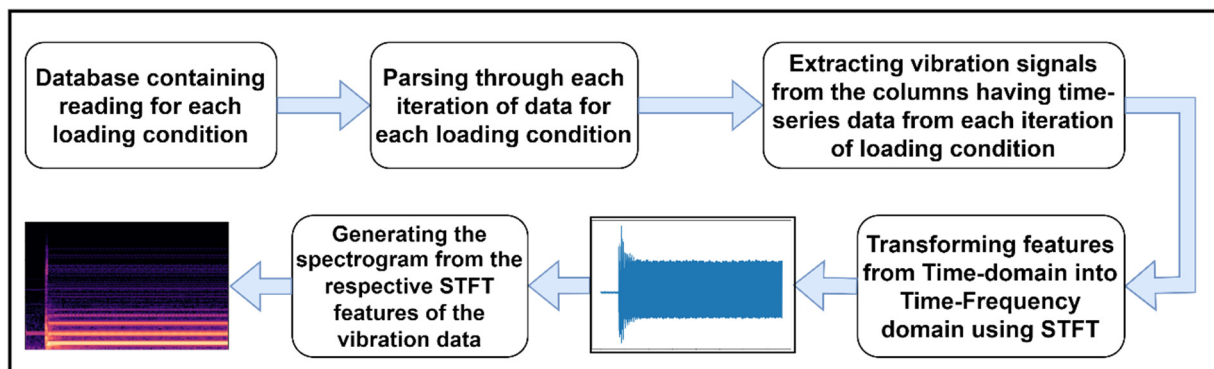 Database containing
reading for each
loading condition
Parsing through each
iteration of data for
each loading condition
Extracting vibration signals
from the columns having time-
series data from each iteration
of loading condition
Transforming features
from Time-domain into
Time-Frequency
domain using STFT
Generating the
spectrogram from the
respective STFT
features of the
vibration data